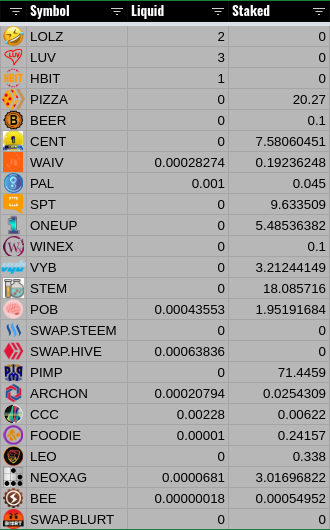 Symbol Liquid Staked
LOLZ 2 0
LUV 3 0
HBIT 1 0
PIZZA 0 20.27
BEER 0 0.1
CENT 0 7.58060451
WAIV 0.00028274 0.19236248
PAL 0.001 0.045
SPT 0 9.633509
ONEUP 0 5.48536382
WINEX 0 0.1
VYB 0 3.21244149
STEM 0 18.085716
POB 0.00043553 1.95191684
SWAP.STEEM 0 0
SWAP.HIVE 0.00063836 0
PIMP 0 71.4459
ARCHON 0.00020794 0.0254309
CCC 0.00228 0.00622
FOODIE 0.00001 0.24157
LEO 0 0.338
NEOXAG 0.0000681 3.01696822
BEE 0.00000018 0.00054952
SWAP.BLURT 0 0